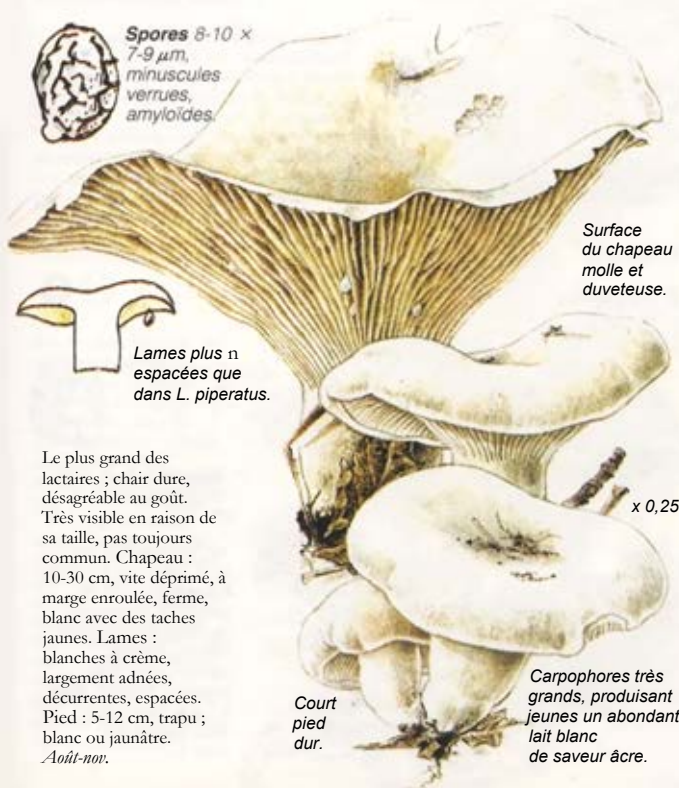 Spores 8-10 ×
7-9 µm,
minuscules
verrues,
amyloïdes.
Surface
du chapeau
molle et
duveteuse.
Lames plus n
espacées que
dans L. piperatus.
Le plus grand des
lactaires ; chair dure,
désagréable au goût.
Très visible en raison de
sa taille, pas toujours
commun. Chapeau :
10-30 cm, vite déprimé, à
marge enroulée, ferme,
blanc avec des taches
jaunes. Lames :
blanches à crème,
largement adnées,
décurrentes, espacées.
Pied : 5-12 cm, trapu ;
blanc ou jaunâtre.
Août-nov.
x 0,25
Court
pied
dur.
Carpophores très
grands, produisant
jeunes un abondant
lait blanc
de saveur âcre.